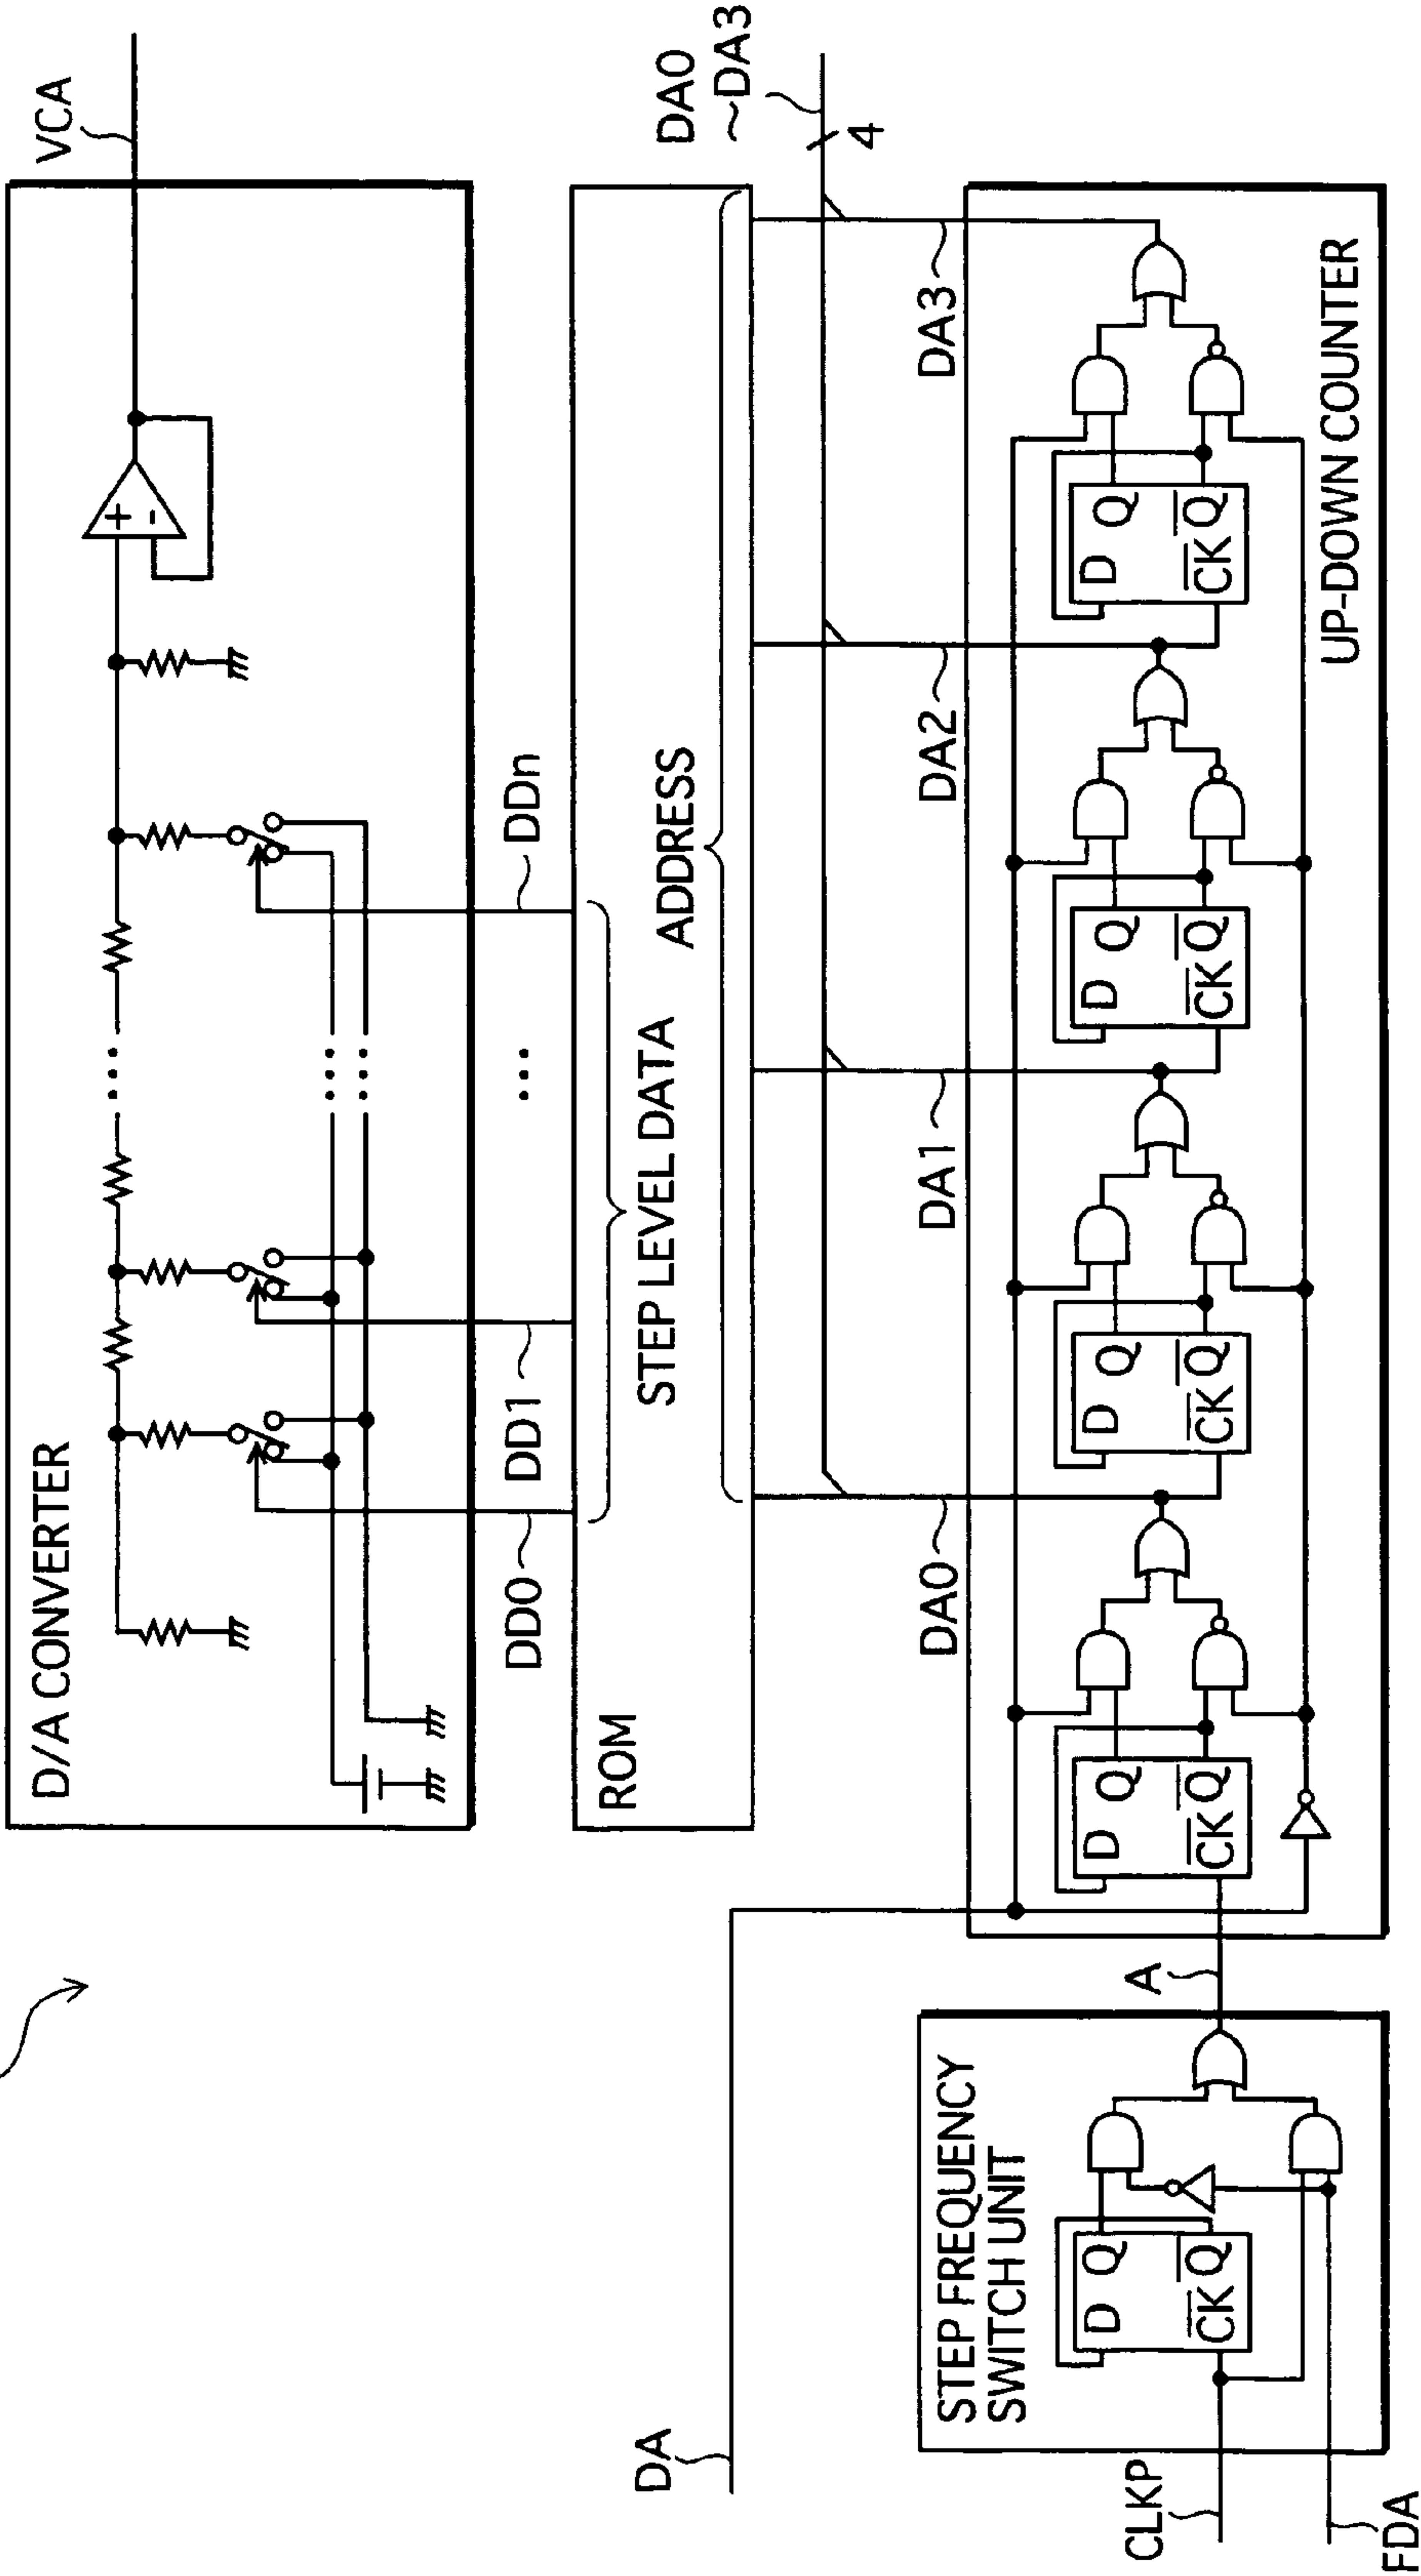 D/A CONVERTER
VCA
+
-
DD0
DD1
...
DDn
ROM
STEP LEVEL DATA
ADDRESS
DA0
~DA3
4
DA
DA0
DA1
DA2
DA3
STEP FREQUENCY
SWITCH UNIT
D Q
CK̅ Q̅
CLKP
FDA
A
D Q
CK̅ Q̅
D Q
CK̅ Q̅
D Q
CK̅ Q̅
D Q
CK̅ Q̅
UP-DOWN COUNTER